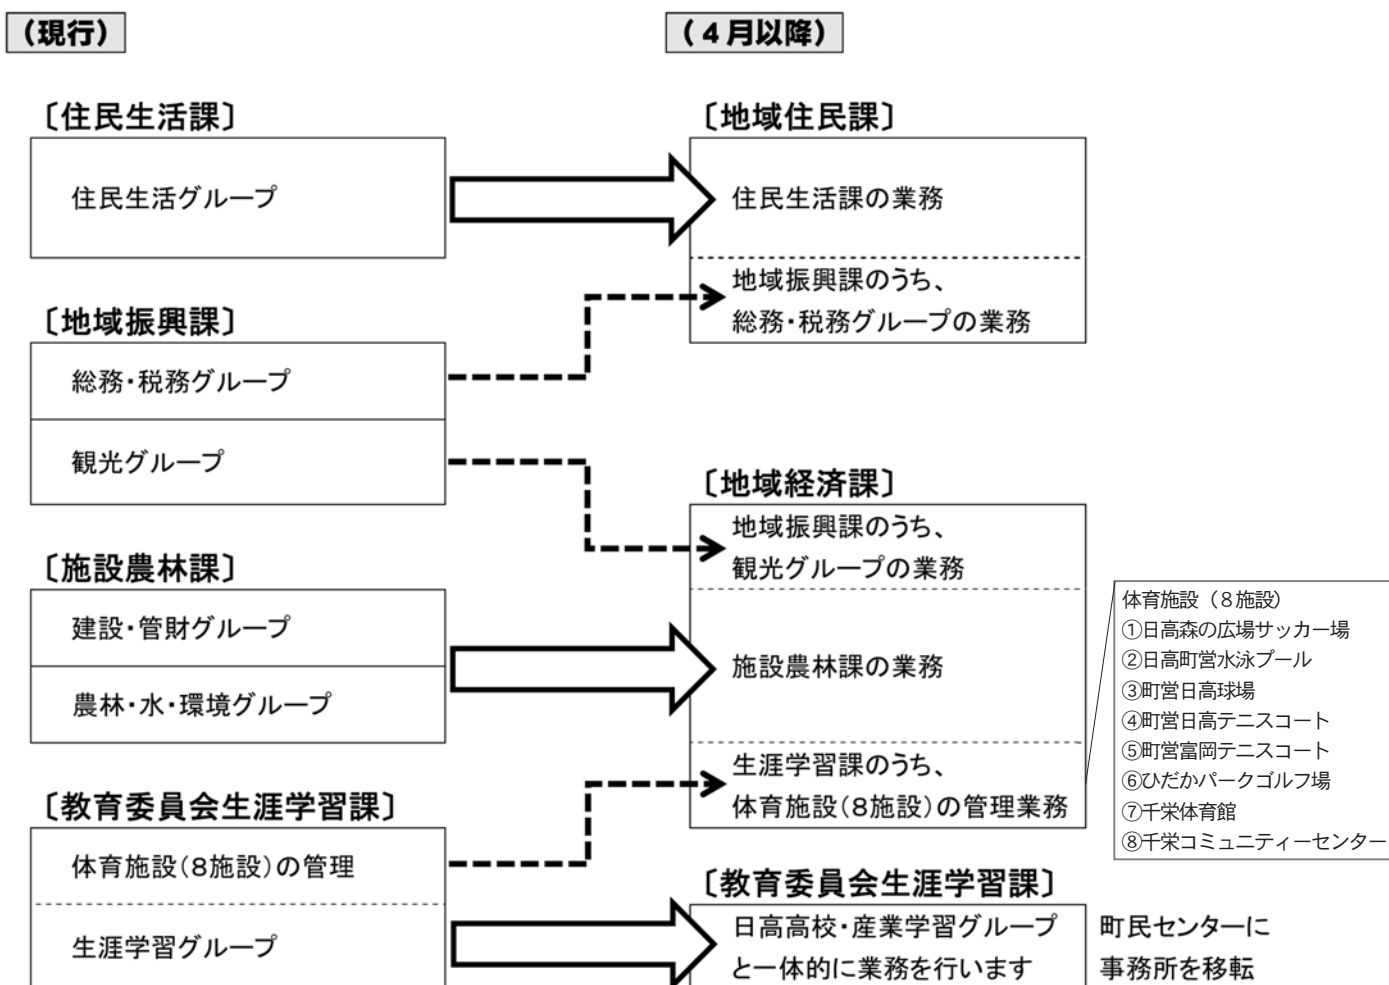 （現行）
〔住民生活課〕
住民生活グループ
〔地域振興課〕
総務・税務グループ
観光グループ
〔施設農林課〕
建設・管財グループ
農林・水・環境グループ
〔教育委員会生涯学習課〕
体育施設（8施設）の管理
生涯学習グループ
（４月以降）
〔地域住民課〕
住民生活課の業務
地域振興課のうち、
総務・税務グループの業務
〔地域経済課〕
地域振興課のうち、
観光グループの業務
施設農林課の業務
生涯学習課のうち、
体育施設（8施設）の管理業務
体育施設（８施設）
①日高森の広場サッカー場
②日高町営水泳プール
③町営日高球場
④町営日高テニスコート
⑤町営富岡テニスコート
⑥ひだかパークゴルフ場
⑦千栄体育館
⑧千栄コミュニティーセンター
〔教育委員会生涯学習課〕
日高高校・産業学習グループ
と一体的に業務を行います
町民センターに
事務所を移転